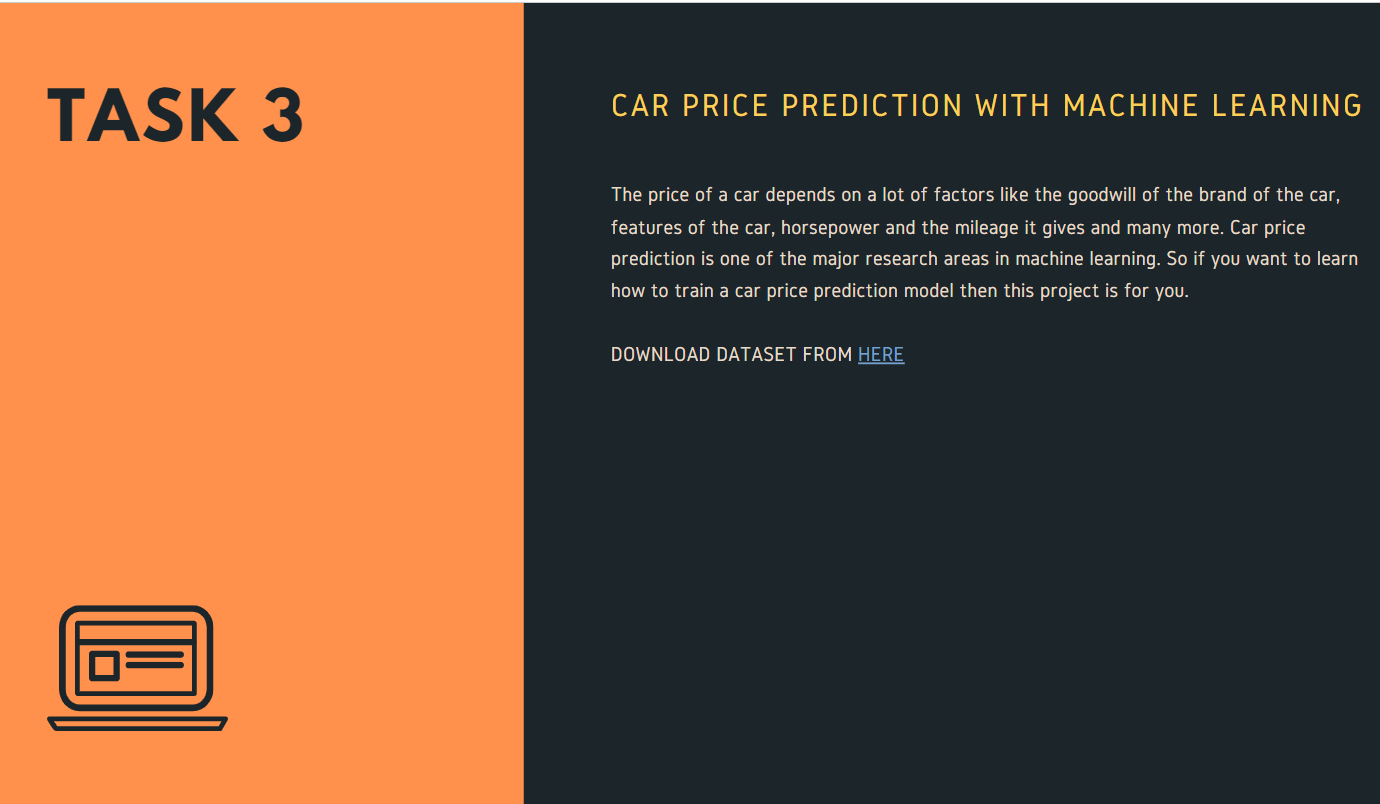 TASK 3
CAR PRICE PREDICTION WITH MACHINE LEARNING
The price of a car depends on a lot of factors like the goodwill of the brand of the car,
features of the car, horsepower and the mileage it gives and many more. Car price
prediction is one of the major research areas in machine learning. So if you want to learn
how to train a car price prediction model then this project is for you.
DOWNLOAD DATASET FROM HERE